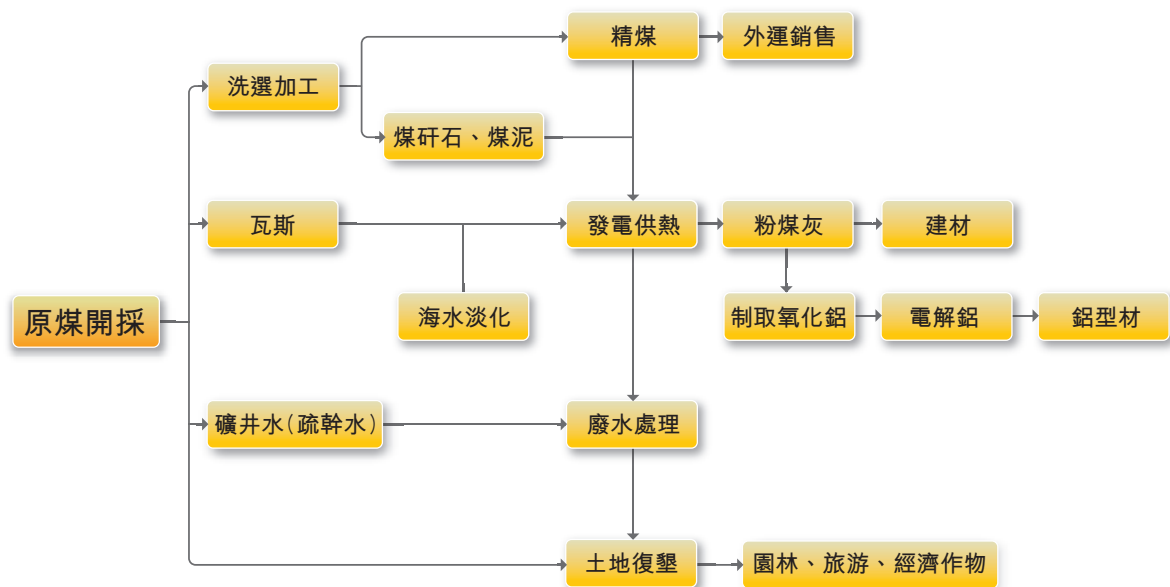 精煤
外運銷售
洗選加工
煤矸石、煤泥
瓦斯
發電供熱
粉煤灰
建材
原煤開採
海水淡化
制取氧化鋁
電解鋁
鋁型材
礦井水(疏幹水)
廢水處理
土地復墾
園林、旅游、經濟作物